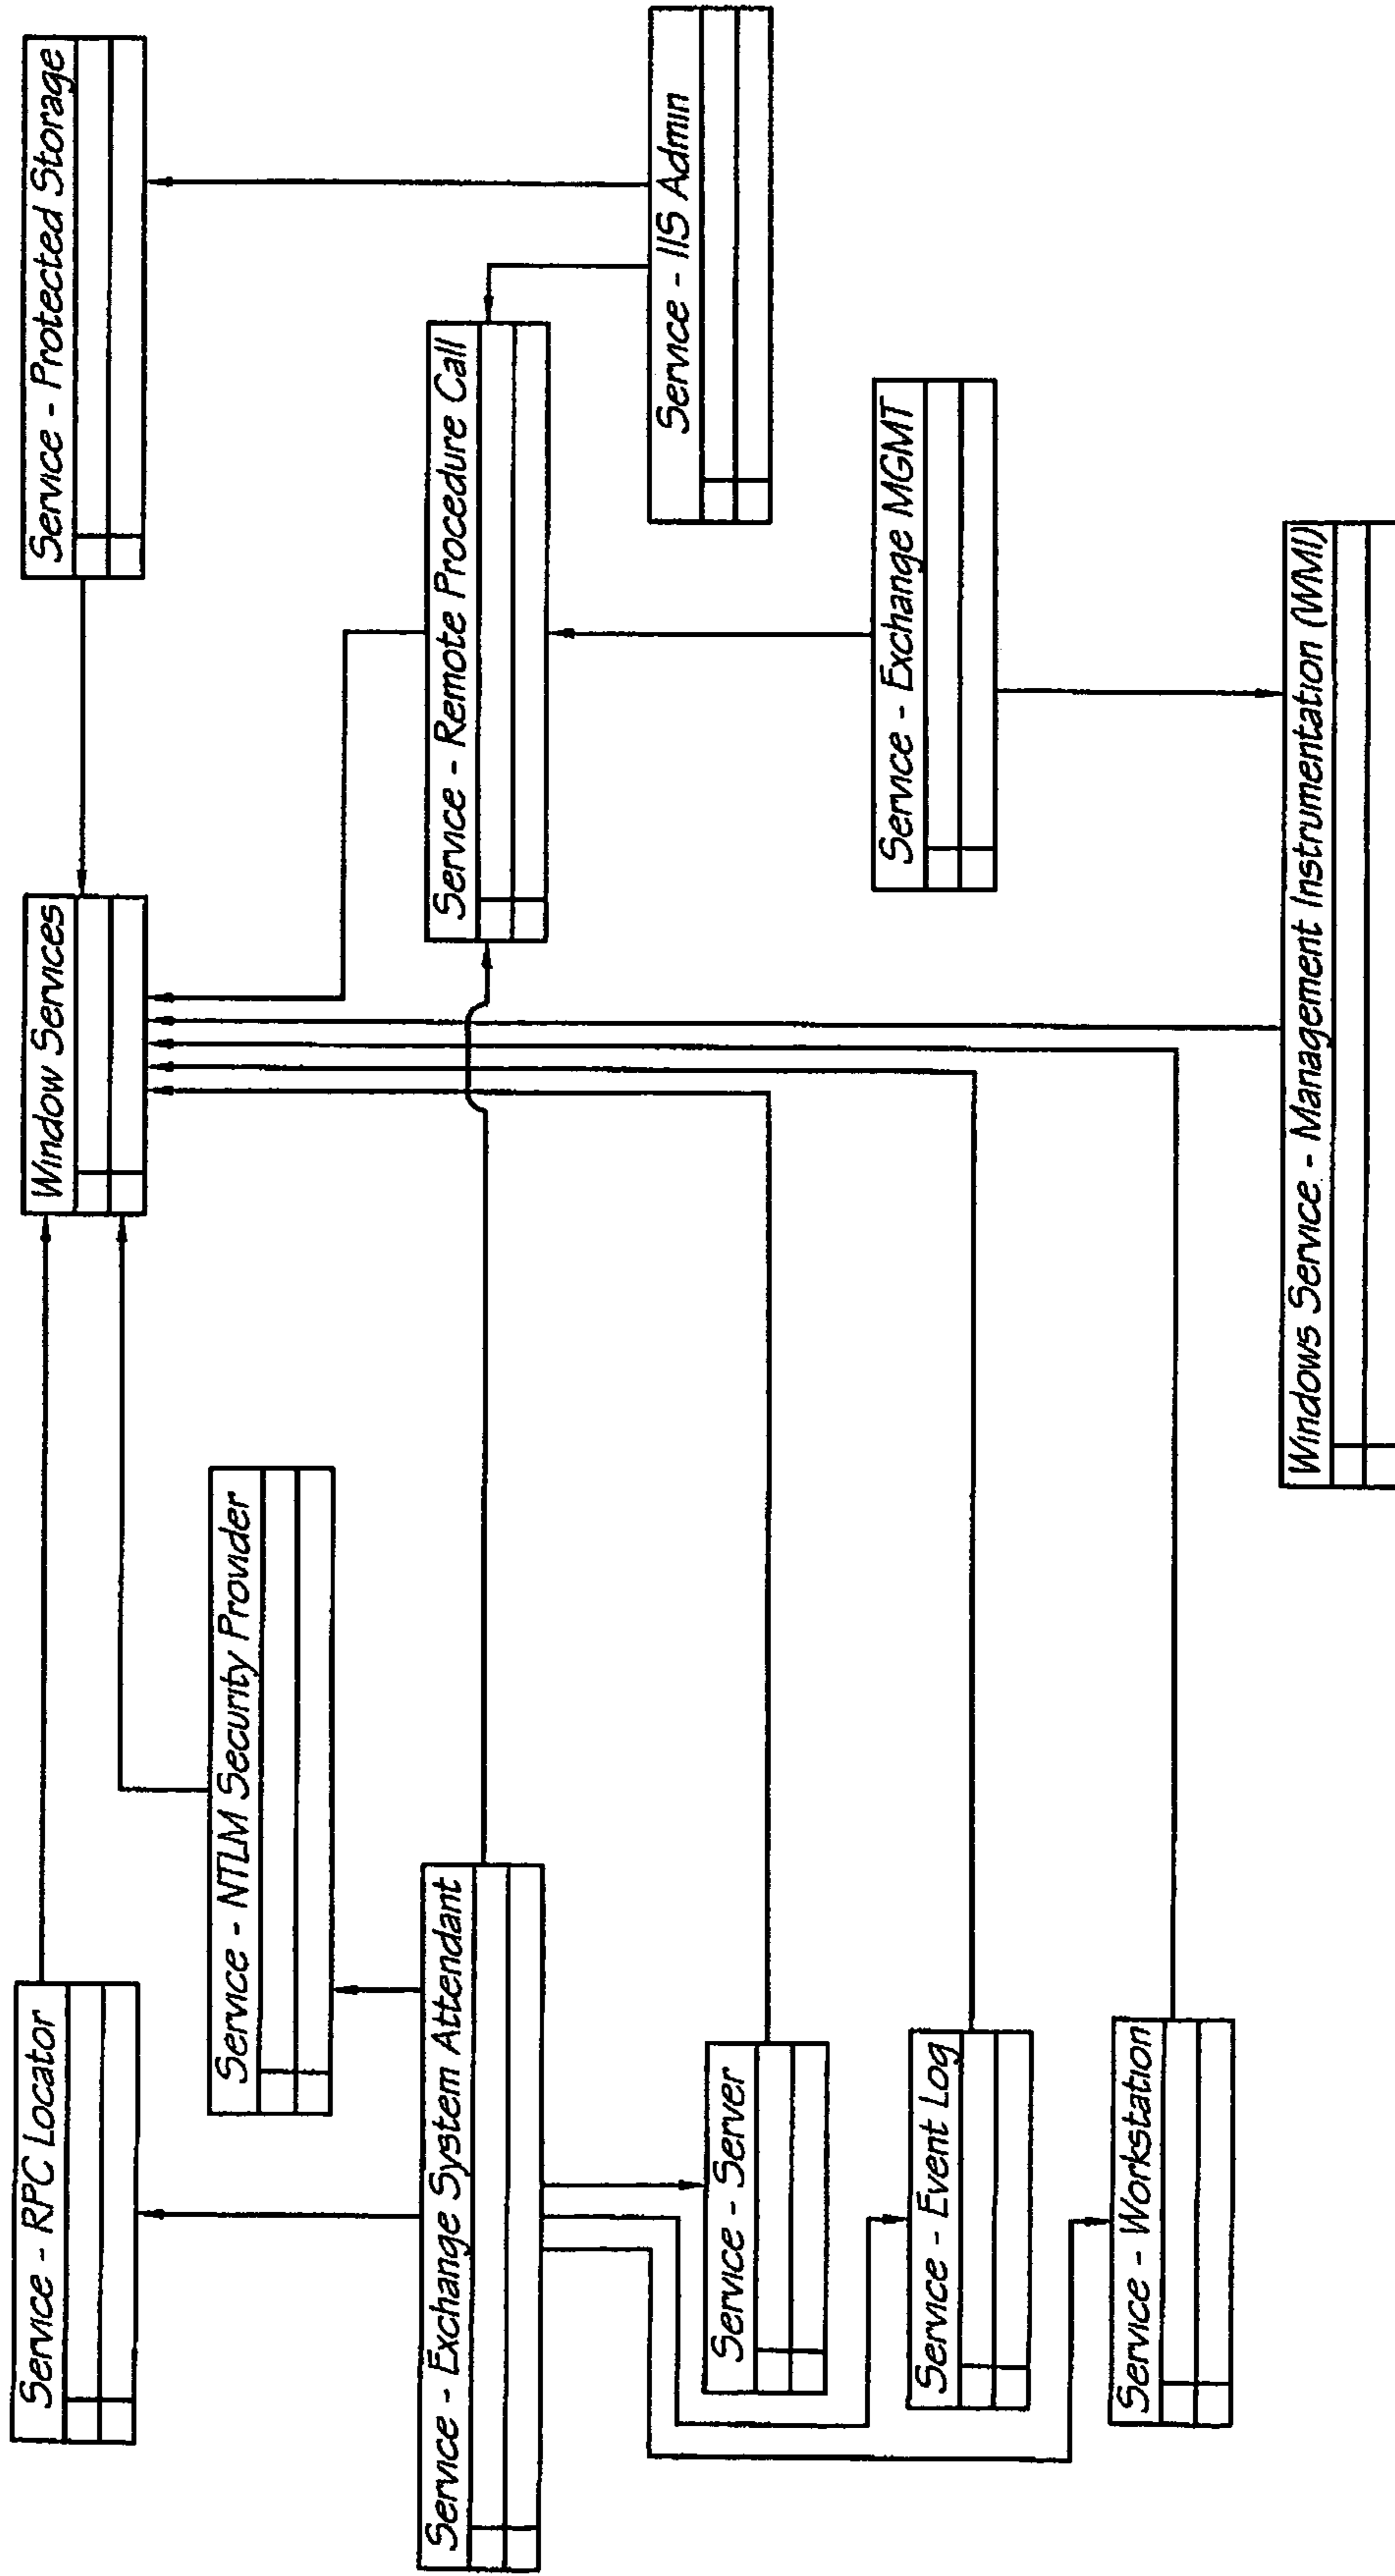 Service - RPC Locator
Window Services
Service - Protected Storage
Service - NTLM Security Provider
Service - Exchange System Attendant
Service - Remote Procedure Call
Service - IIS Admin
Service - Server
Service - Exchange MGMT
Service - Event Log
Service - Workstation
Windows Service - Management Instrumentation (WMI)